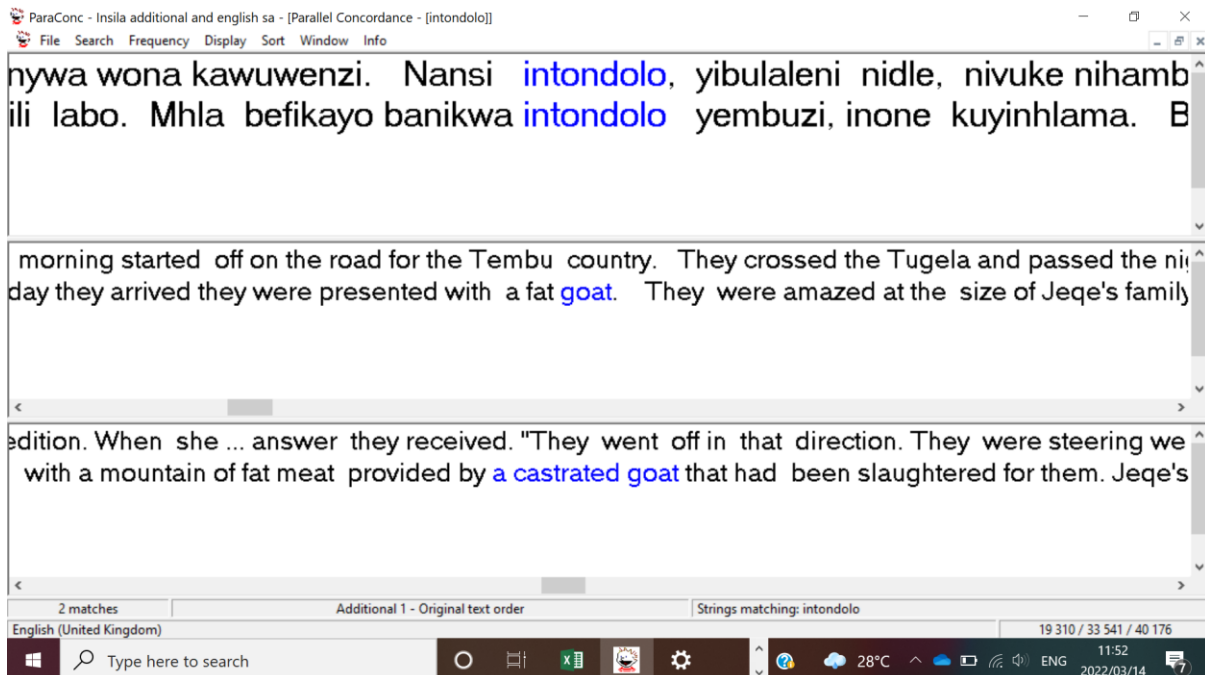 ParaConc - Insila additional and english sa - [Parallel Concordance - [intondolo]]
File Search Frequency Display Sort Window Info
nywa wona kawuwenzi. Nansi intondolo, yibulaleni nidle, nivuke nihamb
ili labo. Mhla befikayo banikwa intondolo yembuzi, inone kuyinhlama. B
morning started off on the road for the Tembu country. They crossed the Tugela and passed the nig
day they arrived they were presented with a fat goat. They were amazed at the size of Jeqe's family
edition. When she ... answer they received. "They went off in that direction. They were steering we
with a mountain of fat meat provided by a castrated goat that had been slaughtered for them. Jeqe's
2 matches Additional 1 - Original text order Strings matching: intondolo
English (United Kingdom) 19 310 / 33 541 / 40 176
Type here to search 28°C ENG 11:52
2022/03/14 7